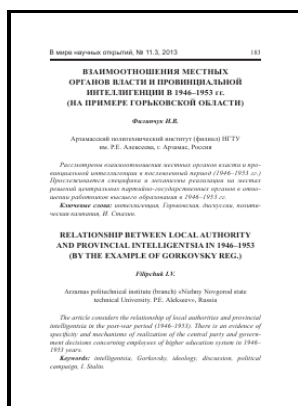 В мире научных открытий, № 11.3, 2013 183
ВЗАИМООТНОШЕНИЯ МЕСТНЫХ
ОРГАНОВ ВЛАСТИ И ПРОВИНЦИАЛЬНОЙ
ИНТЕЛЛИГЕНЦИИ В 1946–1953 гг.
(НА ПРИМЕРЕ ГОРЬКОВСКОЙ ОБЛАСТИ)
Филипчук И.В.
Арзамасский политехнический институт (филиал) НГТУ
им. Р.Е. Алексеева, г. Арзамас, Россия
Рассмотрены взаимоотношения местных органов власти и про-
винциальной интеллигенции в послевоенный период (1946–1953 гг.)
Прослеживается специфика и механизмы реализации на местах
решений центральных партийно-государственных органов в отно-
шении работников высшего образования в 1946–1953 гг.
Ключевые слова: интеллигенция, Горьковская, дискуссии, полити-
ческая кампания, И. Сталин.
RELATIONSHIP BETWEEN LOCAL AUTHORITY
AND PROVINCIAL INTELLIGENTSIA IN 1946–1953
(BY THE EXAMPLE OF GORKOVSKY REG.)
Filipchuk I.V.
Arzamas politechnical institute (branch) «Nizhny Novgorod state
technical University. P.E. Alekseev», Russia
The article considers the relationship of local authorities and provincial
intelligentsia in the post-war period (1946–1953). There is an evidence of
specificity and mechanisms of realization of the central party and govern-
ment decisions concerning employees of higher education system in 1946–
1953 years.
Keywords: intelligentsia, Gorkovsky, ideology, discussion, political
campaign, I. Stalin.